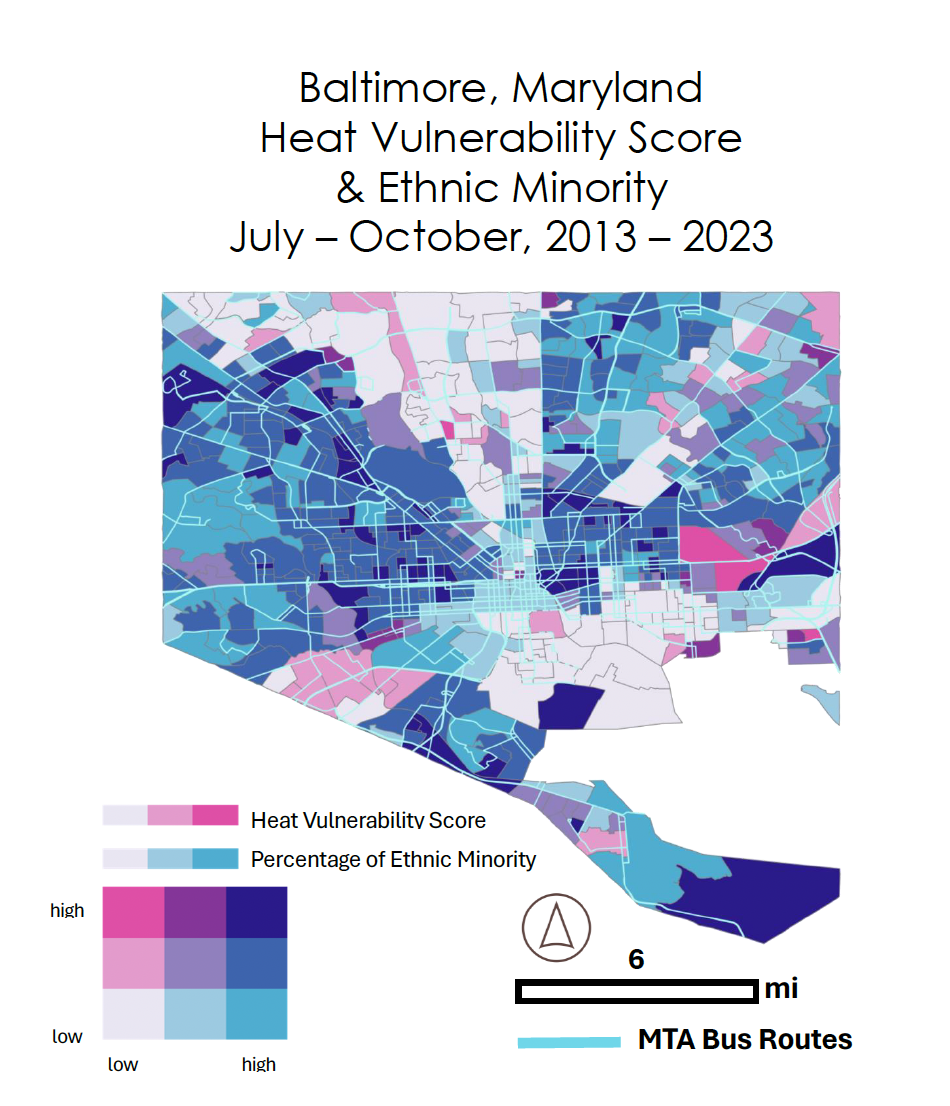 Baltimore, Maryland
Heat Vulnerability Score
& Ethnic Minority
July – October, 2013 – 2023
Heat Vulnerability Score
Percentage of Ethnic Minority
high
low
low
high
6
mi
MTA Bus Routes